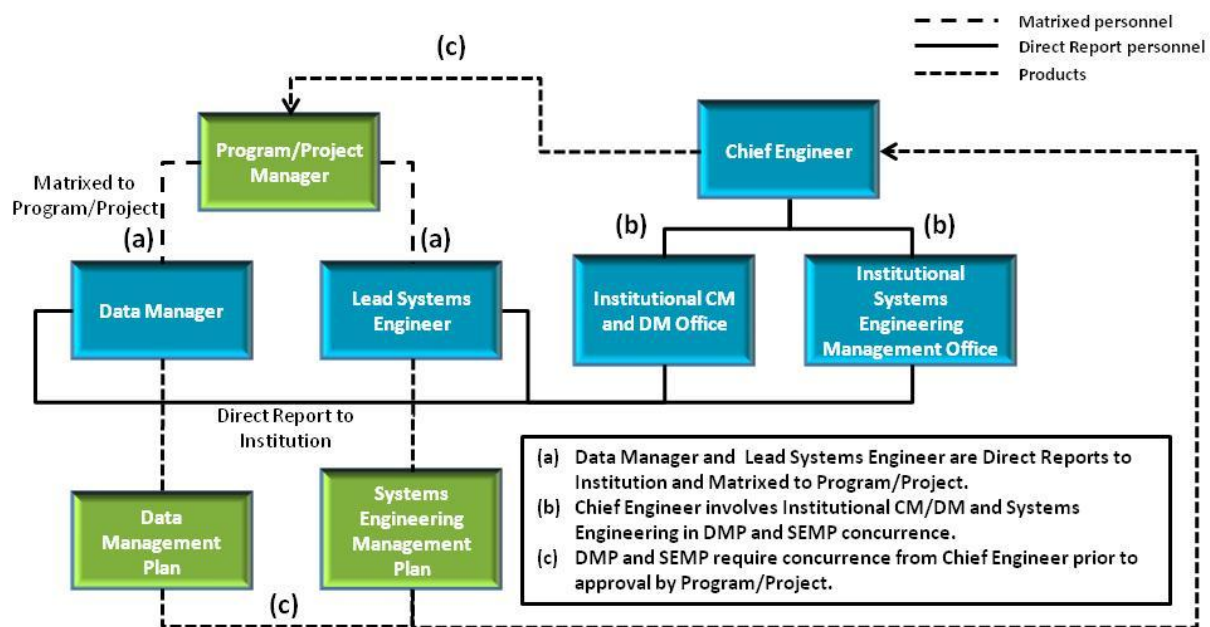 (c)
Matrixed personnel
Direct Report personnel
Products
Program/Project
Manager
Chief Engineer
Matrixed to
Program/Project
(a)
(a)
(b)
(b)
Data Manager
Lead Systems
Engineer
Institutional CM
and DM Office
Institutional
Systems
Engineering
Management Office
Direct Report to
Institution
Data
Management
Plan
Systems
Engineering
Management
Plan
(c)
(a) Data Manager and Lead Systems Engineer are Direct Reports to
Institution and Matrixed to Program/Project.
(b) Chief Engineer involves Institutional CM/DM and Systems
Engineering in DMP and SEMP concurrence.
(c) DMP and SEMP require concurrence from Chief Engineer prior to
approval by Program/Project.